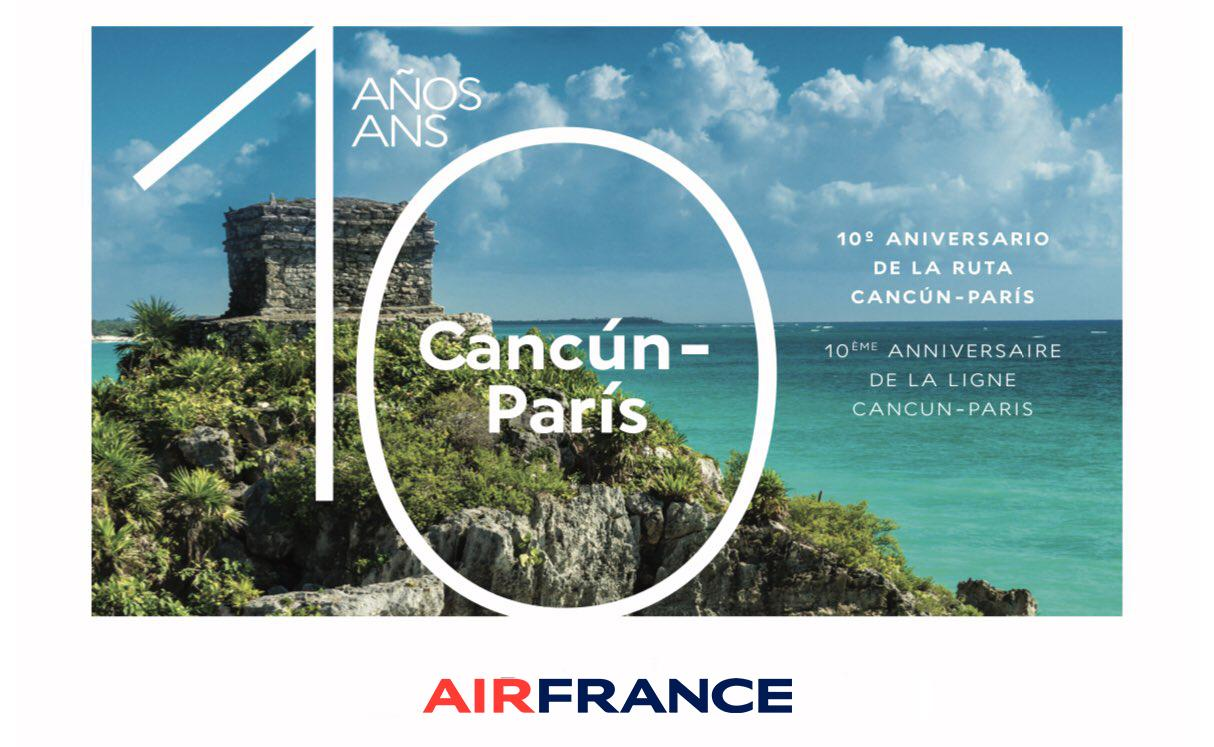 10
AÑOS
ANS
Cancún-
París
10º ANIVERSARIO
DE LA RUTA
CANCÚN-PARÍS
10ÈME ANNIVERSAIRE
DE LA LIGNE
CANCUN-PARIS
AIRFRANCE